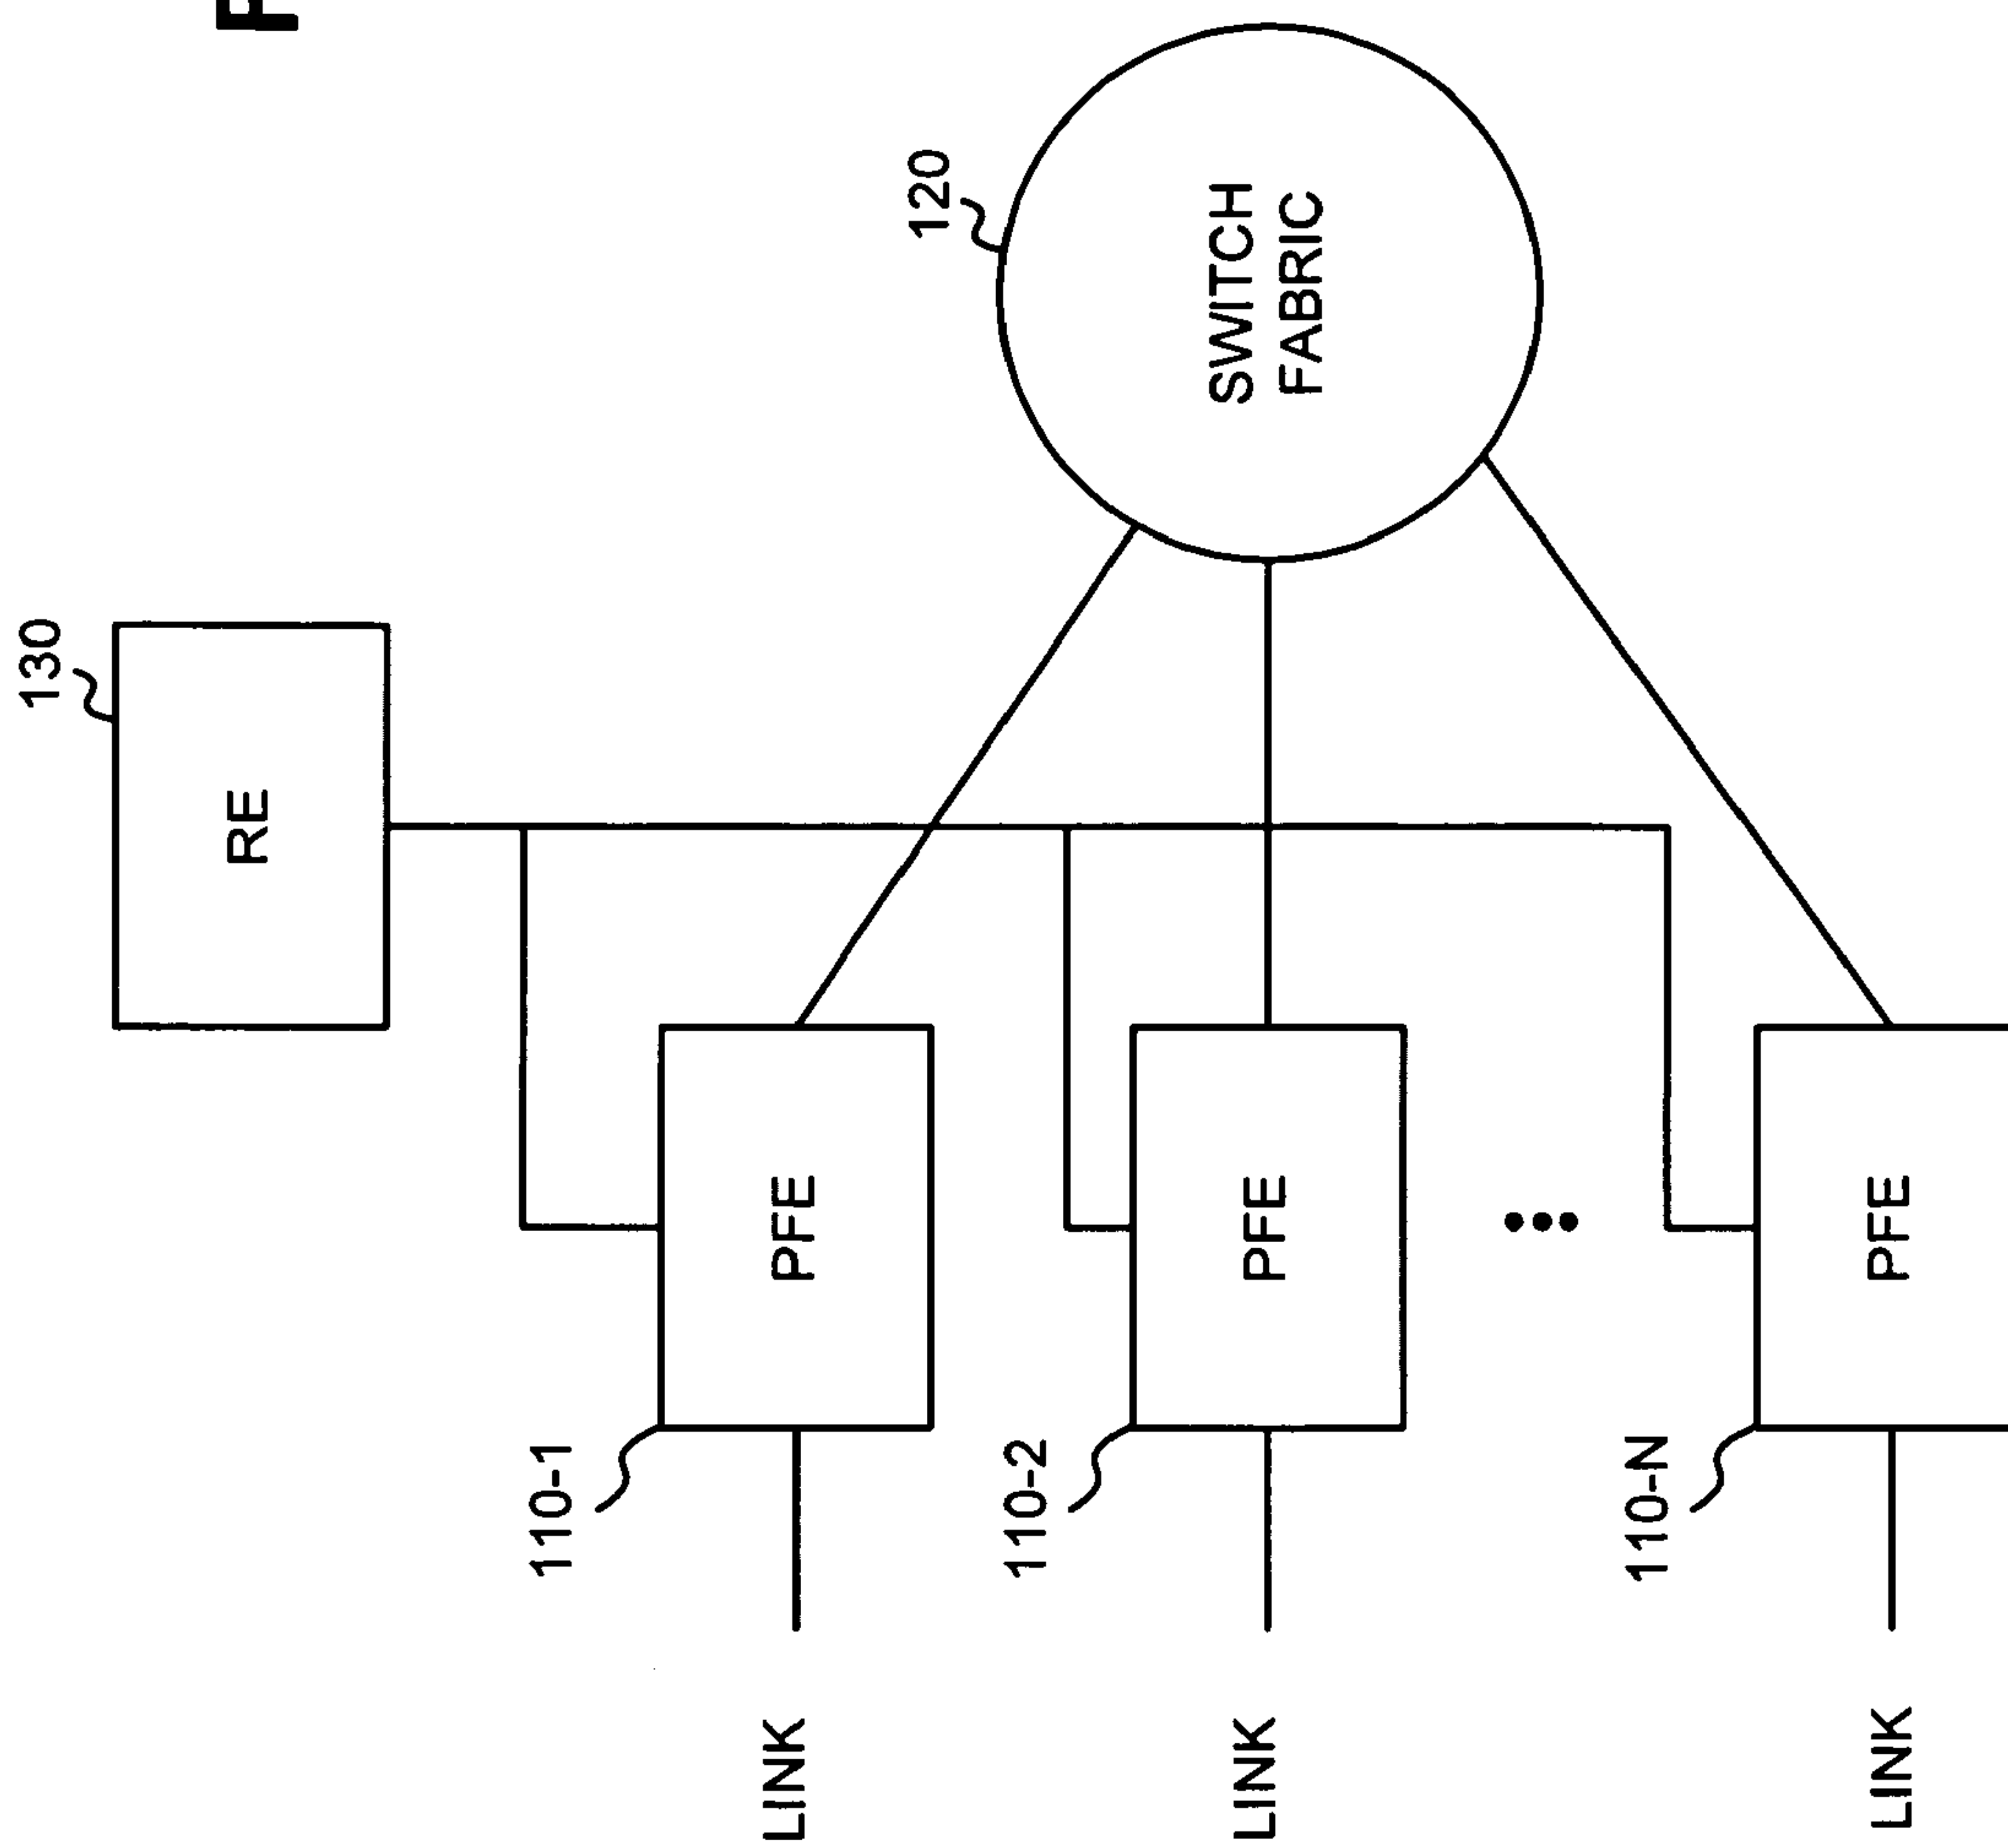 130
RE
110-1
LINK
PFE
120
110-2
LINK
PFE
SWITCH
FABRIC
110-N
LINK
PFE